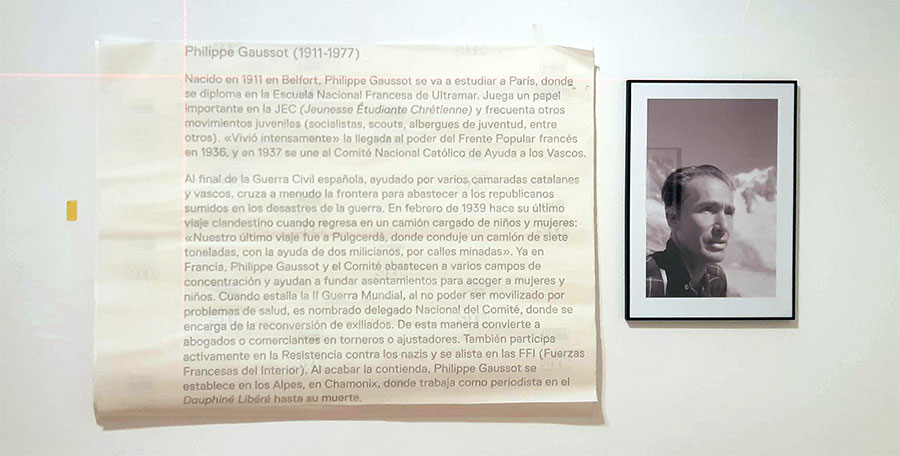 Philippe Gaussot (1911-1977)
Nacido en 1911 en Belfort, Philippe Gaussot se va a estudiar a París, donde
se diploma en la Escuela Nacional Francesa de Ultramar. Juega un papel
importante en la JEC (Jeunesse Étudiante Chrétienne) y frecuenta otros
movimientos juveniles (socialistas, scouts, albergues de juventud, entre
otros). «Vivió intensamente» la llegada al poder del Frente Popular francés
en 1936, y en 1937 se une al Comité Nacional Católico de Ayuda a los Vascos.
Al final de la Guerra Civil española, ayudado por varios camaradas catalanes
y vascos, cruza a menudo la frontera para abastecer a los republicanos
sumidos en los desastres de la guerra. En febrero de 1939 hace su último
viaje clandestino cuando regresa en un camión cargado de niños y mujeres:
«Nuestro último viaje fue a Puigcerdà, donde conduje un camión de siete
toneladas, con la ayuda de dos milicianos, por calles minadas». Ya en
Francia, Philippe Gaussot y el Comité abastecen a varios campos de
concentración y ayudan a fundar asentamientos para acoger a mujeres y
niños. Cuando estalla la II Guerra Mundial, al no poder ser movilizado por
problemas de salud, es nombrado delegado Nacional del Comité, donde se
encarga de la reconversión de exiliados. De esta manera convierte a
abogados o comerciantes en torneros o ajustadores. También participa
activamente en la Resistencia contra los nazis y se alista en las FFI (Fuerzas
Francesas del Interior). Al acabar la contienda, Philippe Gaussot se
establece en los Alpes, en Chamonix, donde trabaja como periodista en el
Dauphiné Libéré hasta su muerte.